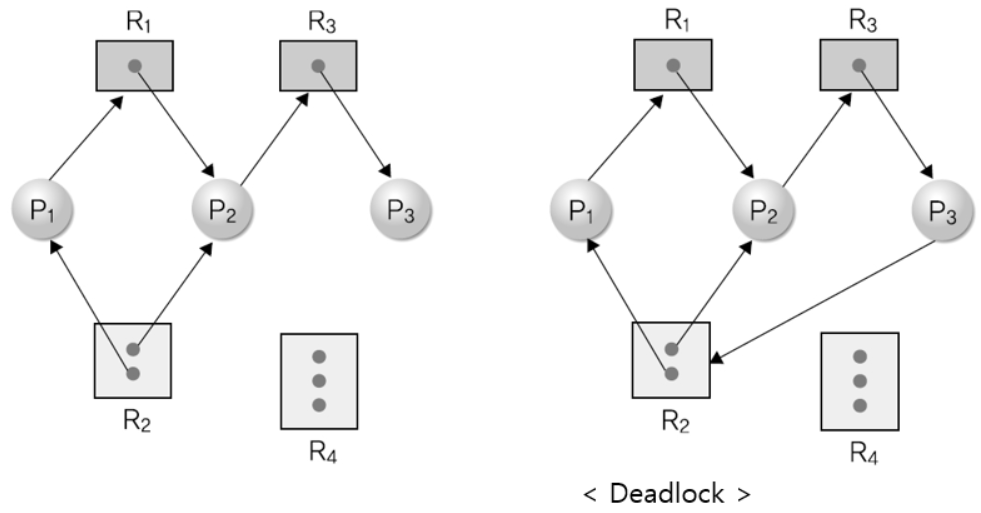 R₁ R₃ R₁ R₃
P₁ P₂ P₃ P₁ P₂ P₃
R₂ R₂
R₄ R₄
< Deadlock >